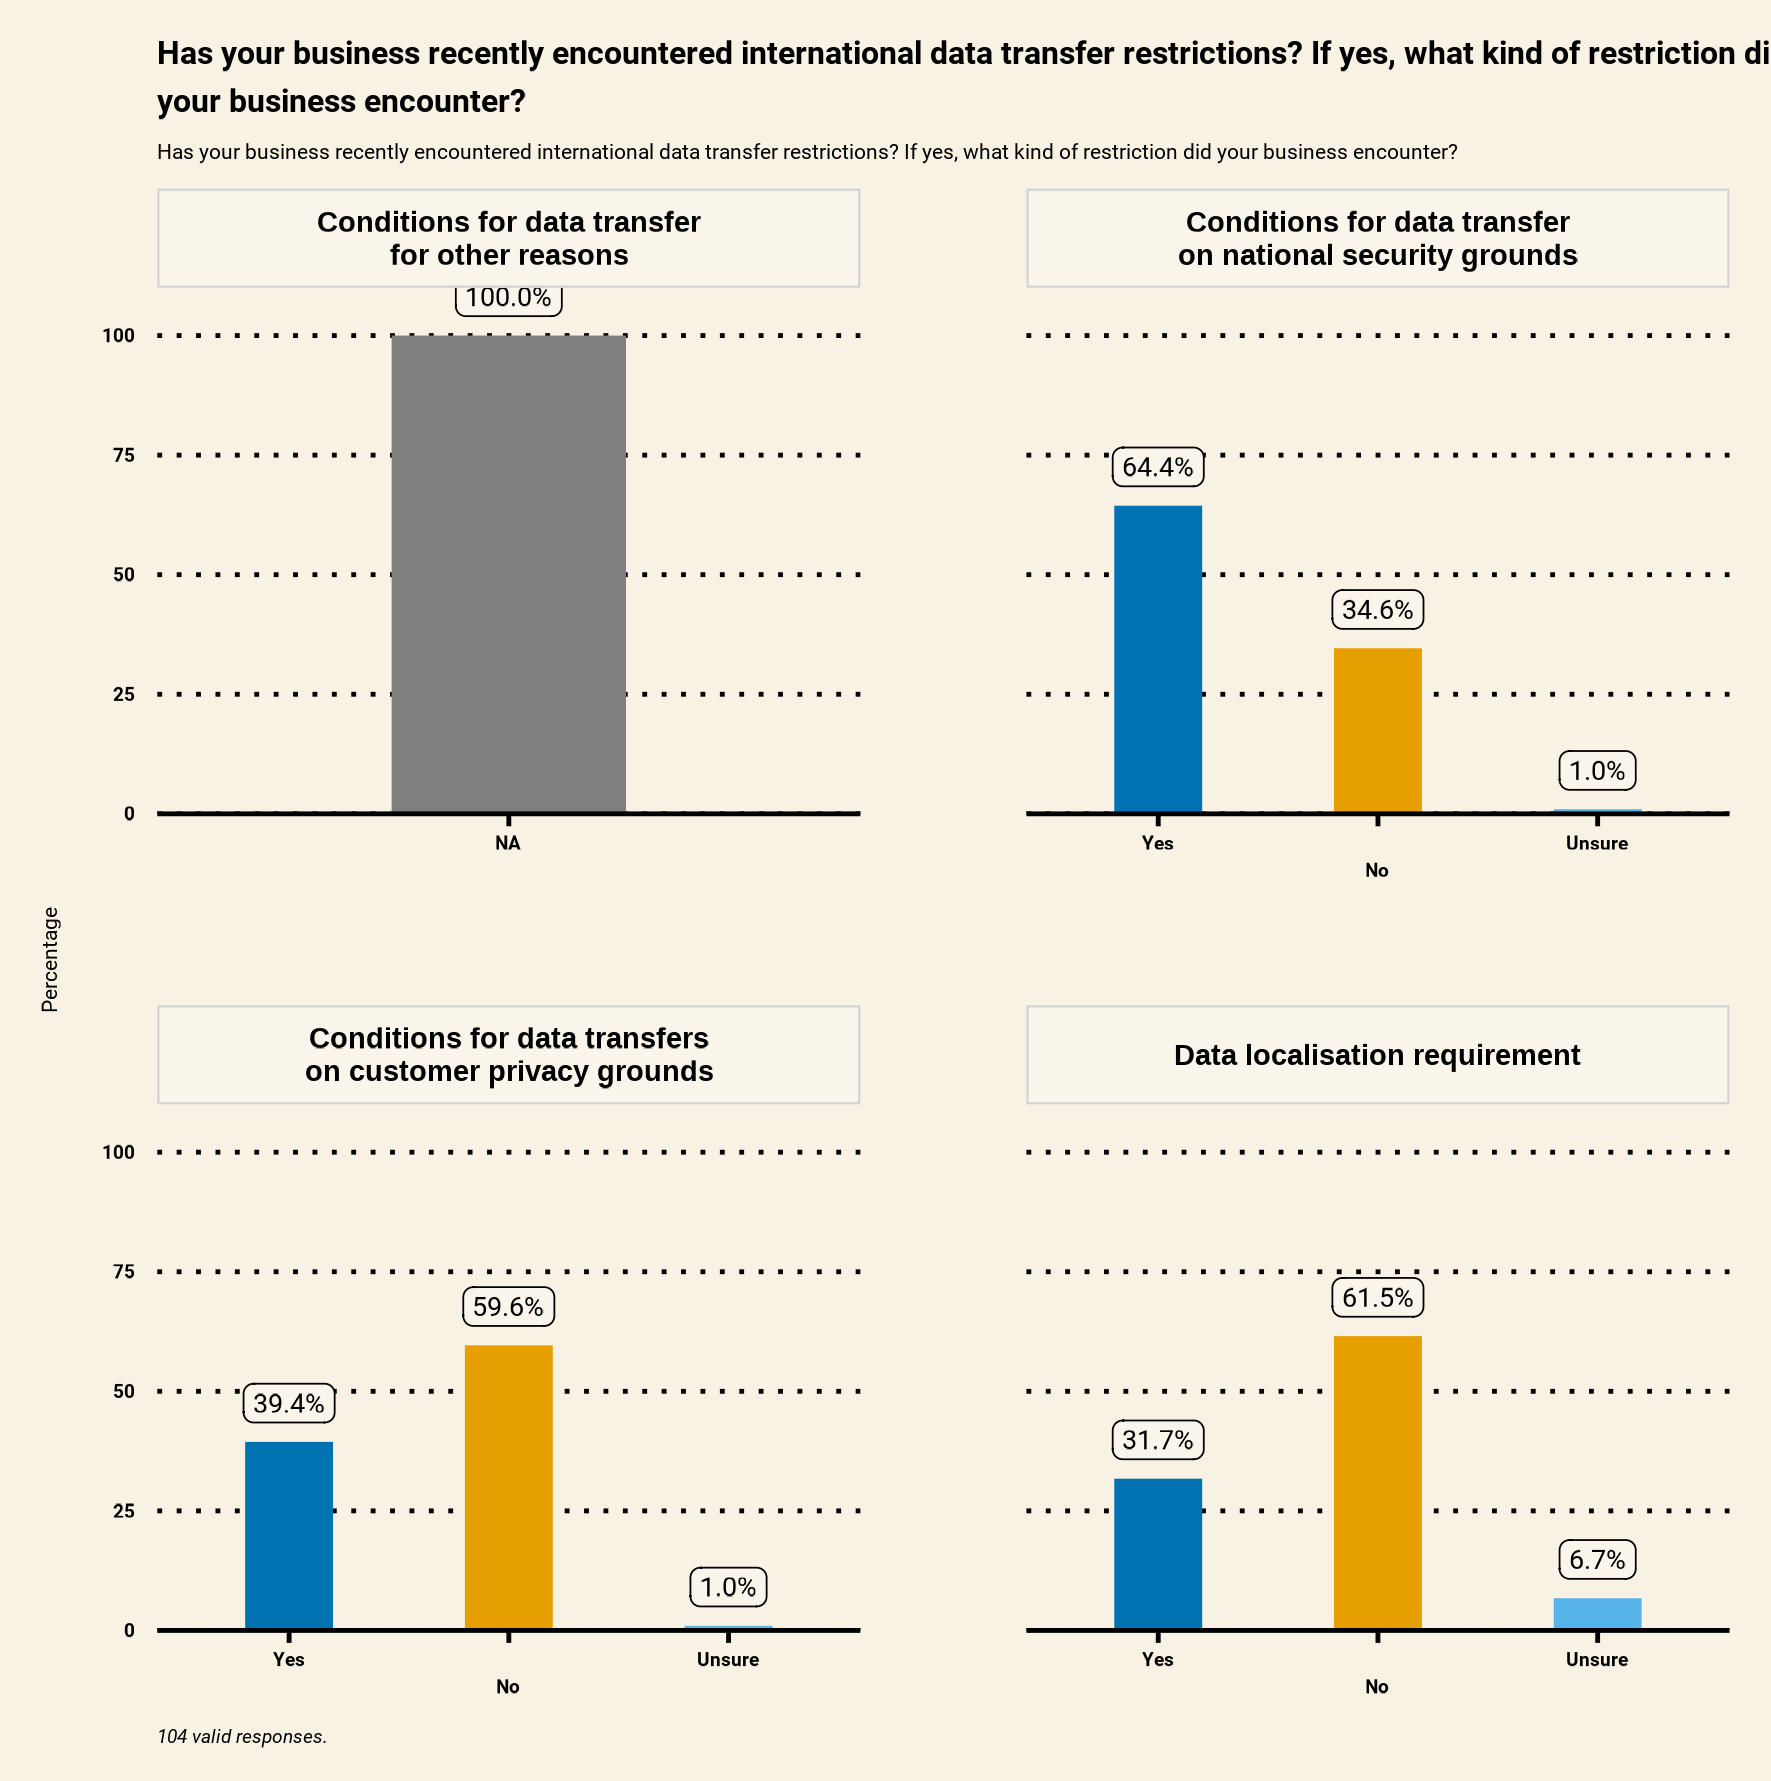 Has your business recently encountered international data transfer restrictions? If yes, what kind of restriction di
your business encounter?
Has your business recently encountered international data transfer restrictions? If yes, what kind of restriction did your business encounter?
Conditions for data transfer
for other reasons
100.0%
100
75
50
25
0
NA
Conditions for data transfer
on national security grounds
64.4%
34.6%
1.0%
Yes
No
Unsure
Percentage
Conditions for data transfers
on customer privacy grounds
100
75
50
25
0
39.4%
59.6%
1.0%
Yes
No
Unsure
Data localisation requirement
31.7%
61.5%
6.7%
Yes
No
Unsure
104 valid responses.